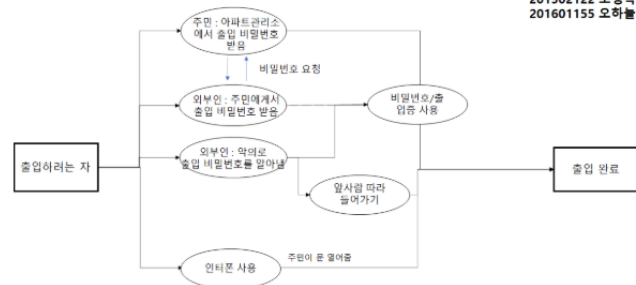 201601155 오하늘
주민 : 아파트관리소
에서 출입 비밀번호
받음
비밀번호 요청
외부인 : 주민에게서
출입 비밀번호 받음
비밀번호/출
입증 사용
외부인 : 악의로
출입 비밀번호를 알아냄
출입하려는 자
출입 완료
앞사람 따라
들어가기
주민이 문 열어줌
인터폰 사용